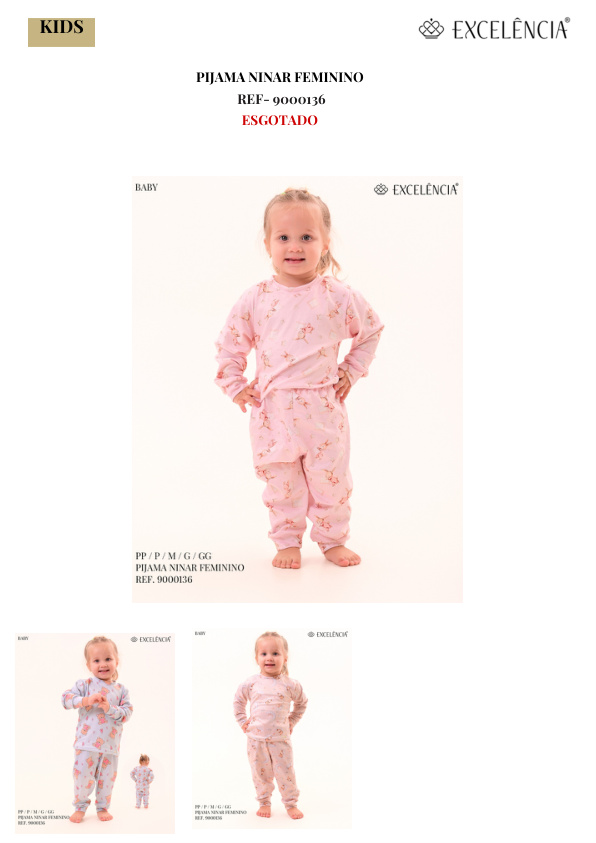 KIDS
EXCELÊNCIA®
PIJAMA NINAR FEMININO
REF- 9000136
ESGOTADO
BABY
EXCELÊNCIA®
PP / P / M / G / GG
PIJAMA NINAR FEMININO
REF. 9000136
BABY
EXCELÊNCIA
PP / P / M / G / GG
PIJAMA NINAR FEMININO
REF. 9000136
BABY
EXCELÊNCIA
PP / P / M / G / GG
PIJAMA NINAR FEMININO
REF. 9000136